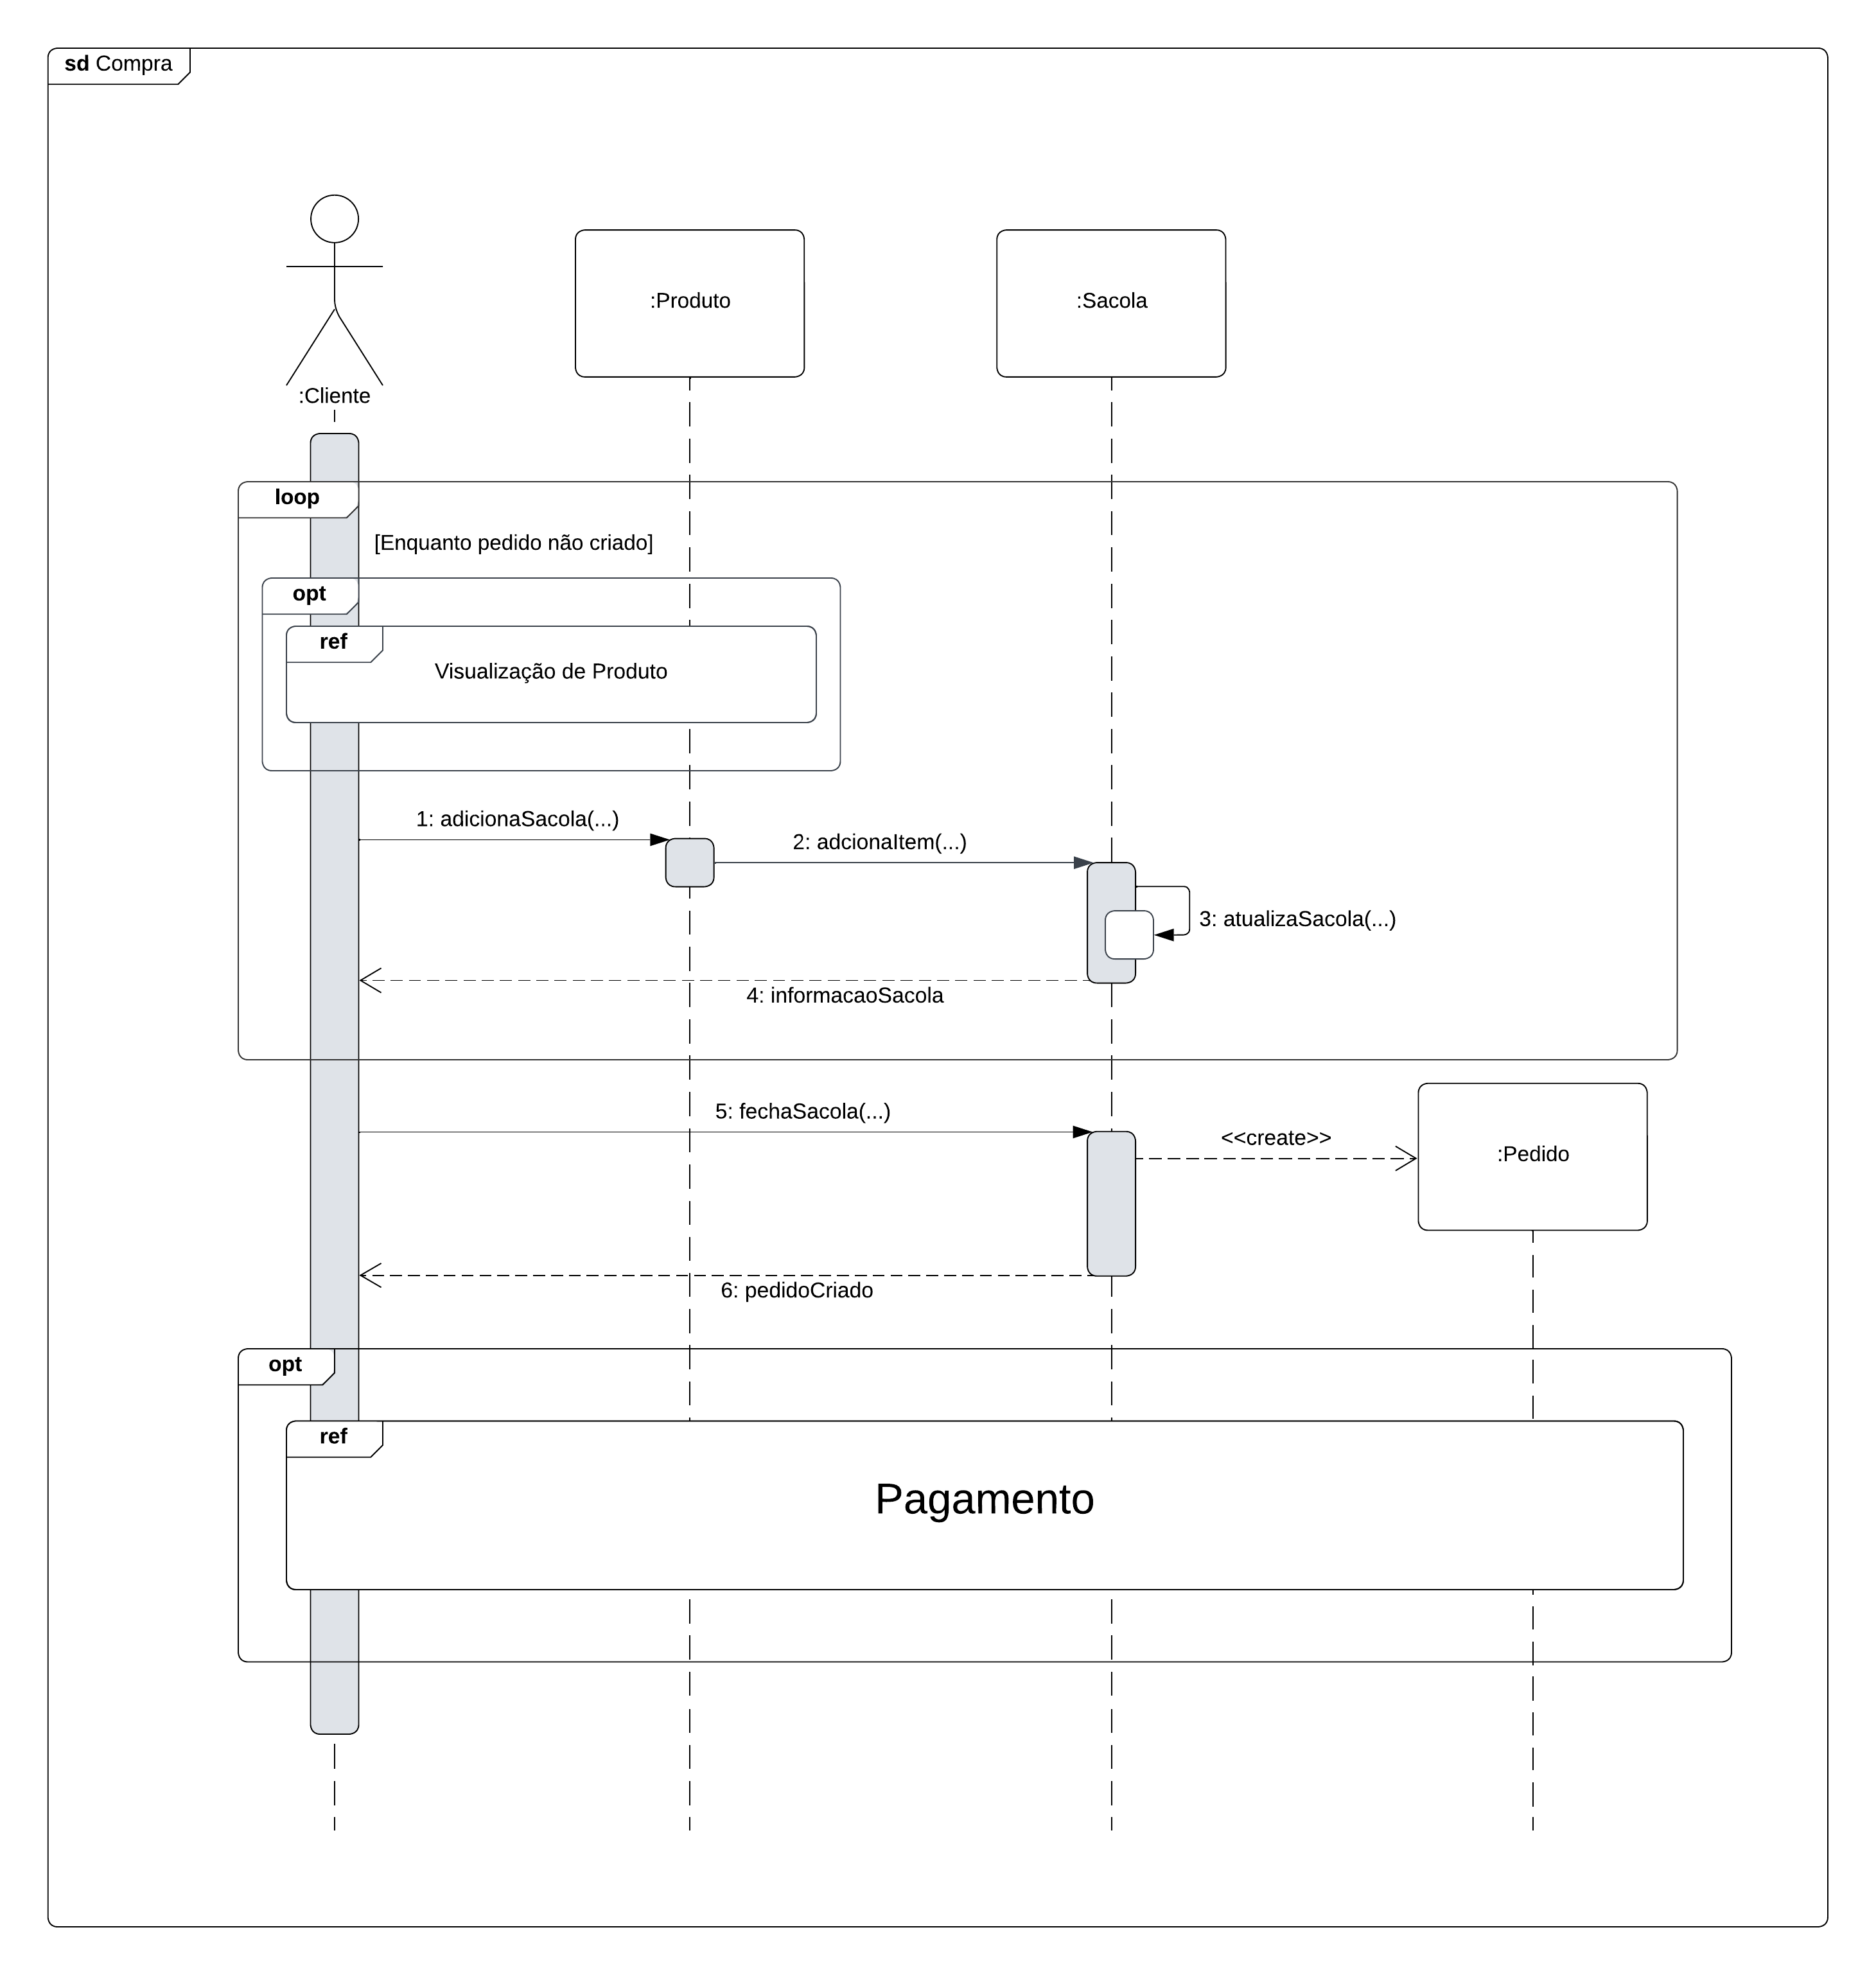 sd Compra
:Cliente
:Produto
:Sacola
loop
[Enquanto pedido não criado]
opt
ref
Visualização de Produto
1: adicionaSacola(...)
2: adcionaItem(...)
3: atualizaSacola(...)
4: informacaoSacola
5: fechaSacola(...)
<<create>>
:Pedido
6: pedidoCriado
opt
ref
Pagamento